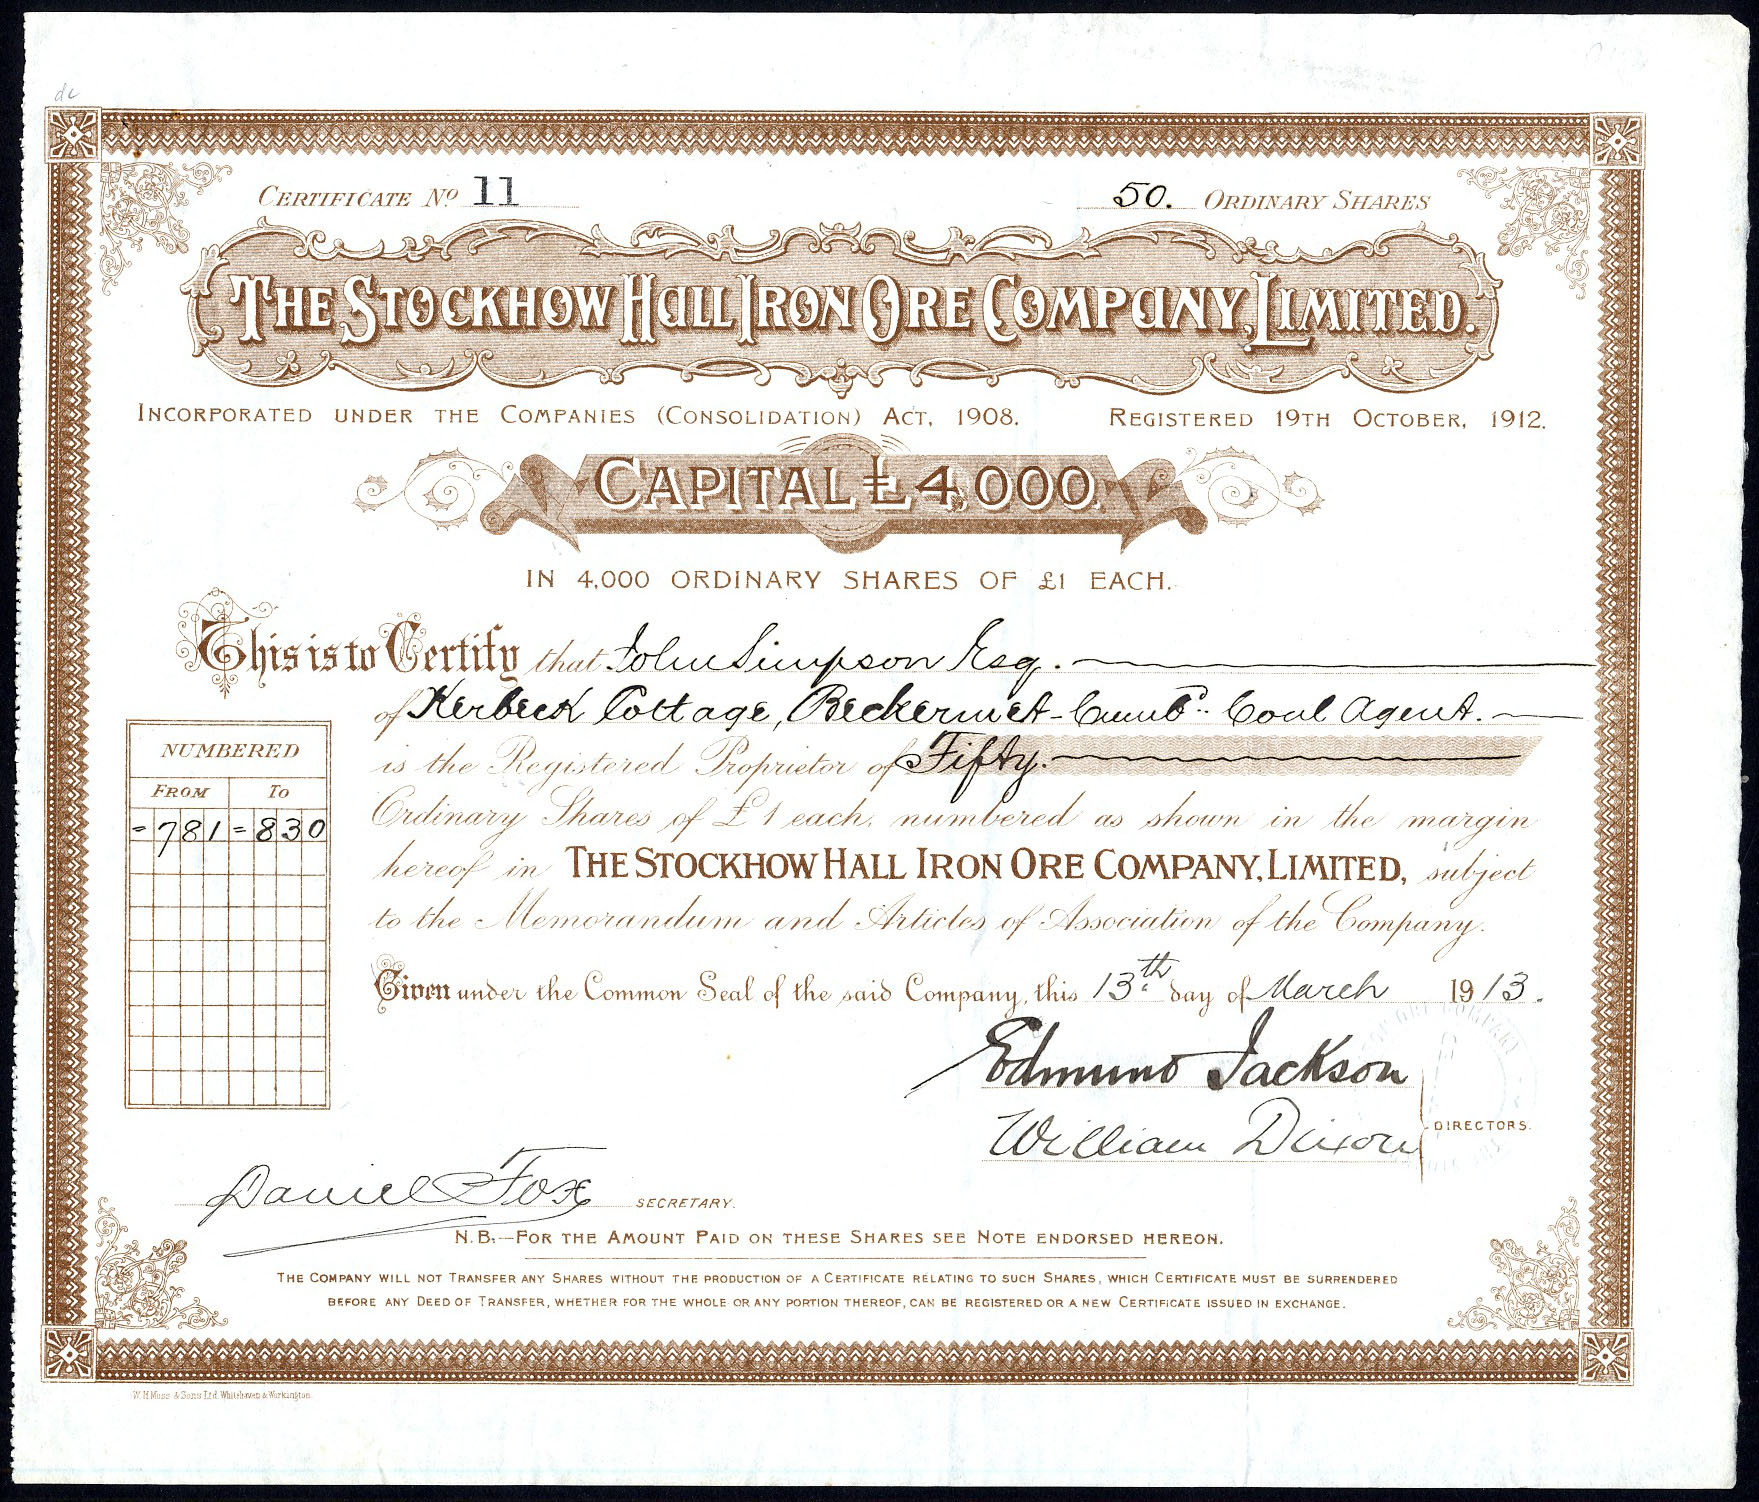 dc
CERTIFICATE No 11
50. ORDINARY SHARES
THE STOCKHOW HALL IRON ORE COMPANY, LIMITED.
INCORPORATED UNDER THE COMPANIES (CONSOLIDATION) ACT, 1908. REGISTERED 19TH OCTOBER, 1912.
CAPITAL £4,000.
IN 4,000 ORDINARY SHARES OF £1 EACH.
This is to Certify that John Simpson Esq.
of Kerbeck Cottage, Beckermet - Cumbd. Coal Agent.
is the Registered Proprietor of Fifty.
Ordinary Shares of £1 each, numbered as shown in the margin
hereof in THE STOCKHOW HALL IRON ORE COMPANY, LIMITED, subject
to the Memorandum and Articles of Association of the Company.
NUMBERED
FROM TO
= 781 = 830
Given under the Common Seal of the said Company, this 13th day of March 1913.
Edmund Jackson
William Dixon
DIRECTORS.
Daniel Fox SECRETARY.
N.B.—FOR THE AMOUNT PAID ON THESE SHARES SEE NOTE ENDORSED HEREON.
THE COMPANY WILL NOT TRANSFER ANY SHARES WITHOUT THE PRODUCTION OF A CERTIFICATE RELATING TO SUCH SHARES, WHICH CERTIFICATE MUST BE SURRENDERED
BEFORE ANY DEED OF TRANSFER, WHETHER FOR THE WHOLE OR ANY PORTION THEREOF, CAN BE REGISTERED OR A NEW CERTIFICATE ISSUED IN EXCHANGE.
W. H. Moss & Sons Ltd. Whitehaven & Workington.